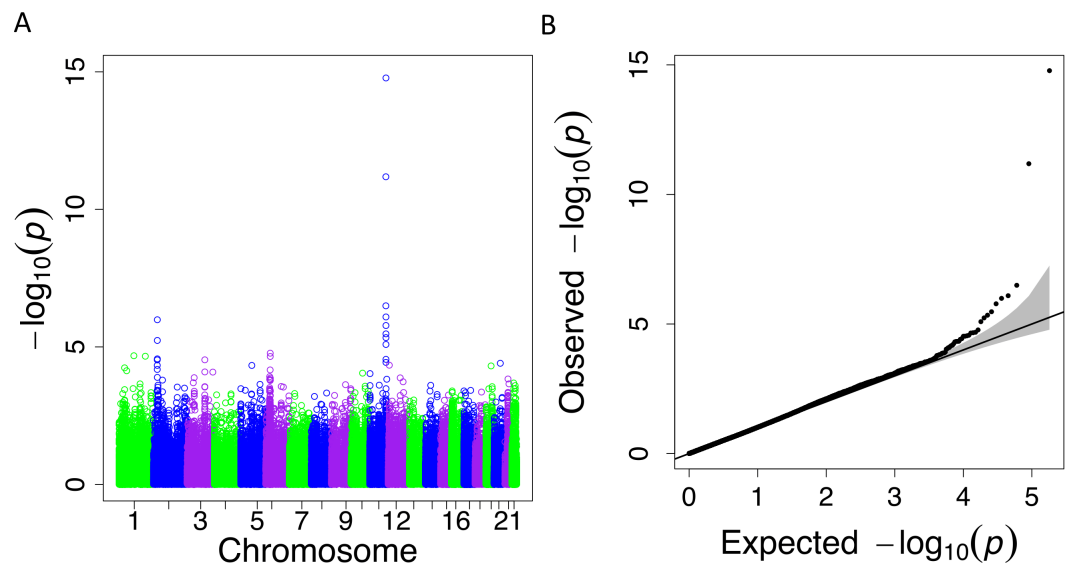 A
15
10
5
0
−log10(p)
1 3 5 7 9 12 16 21
Chromosome
B
15
10
5
0
Observed −log10(p)
0 1 2 3 4 5
Expected −log10(p)